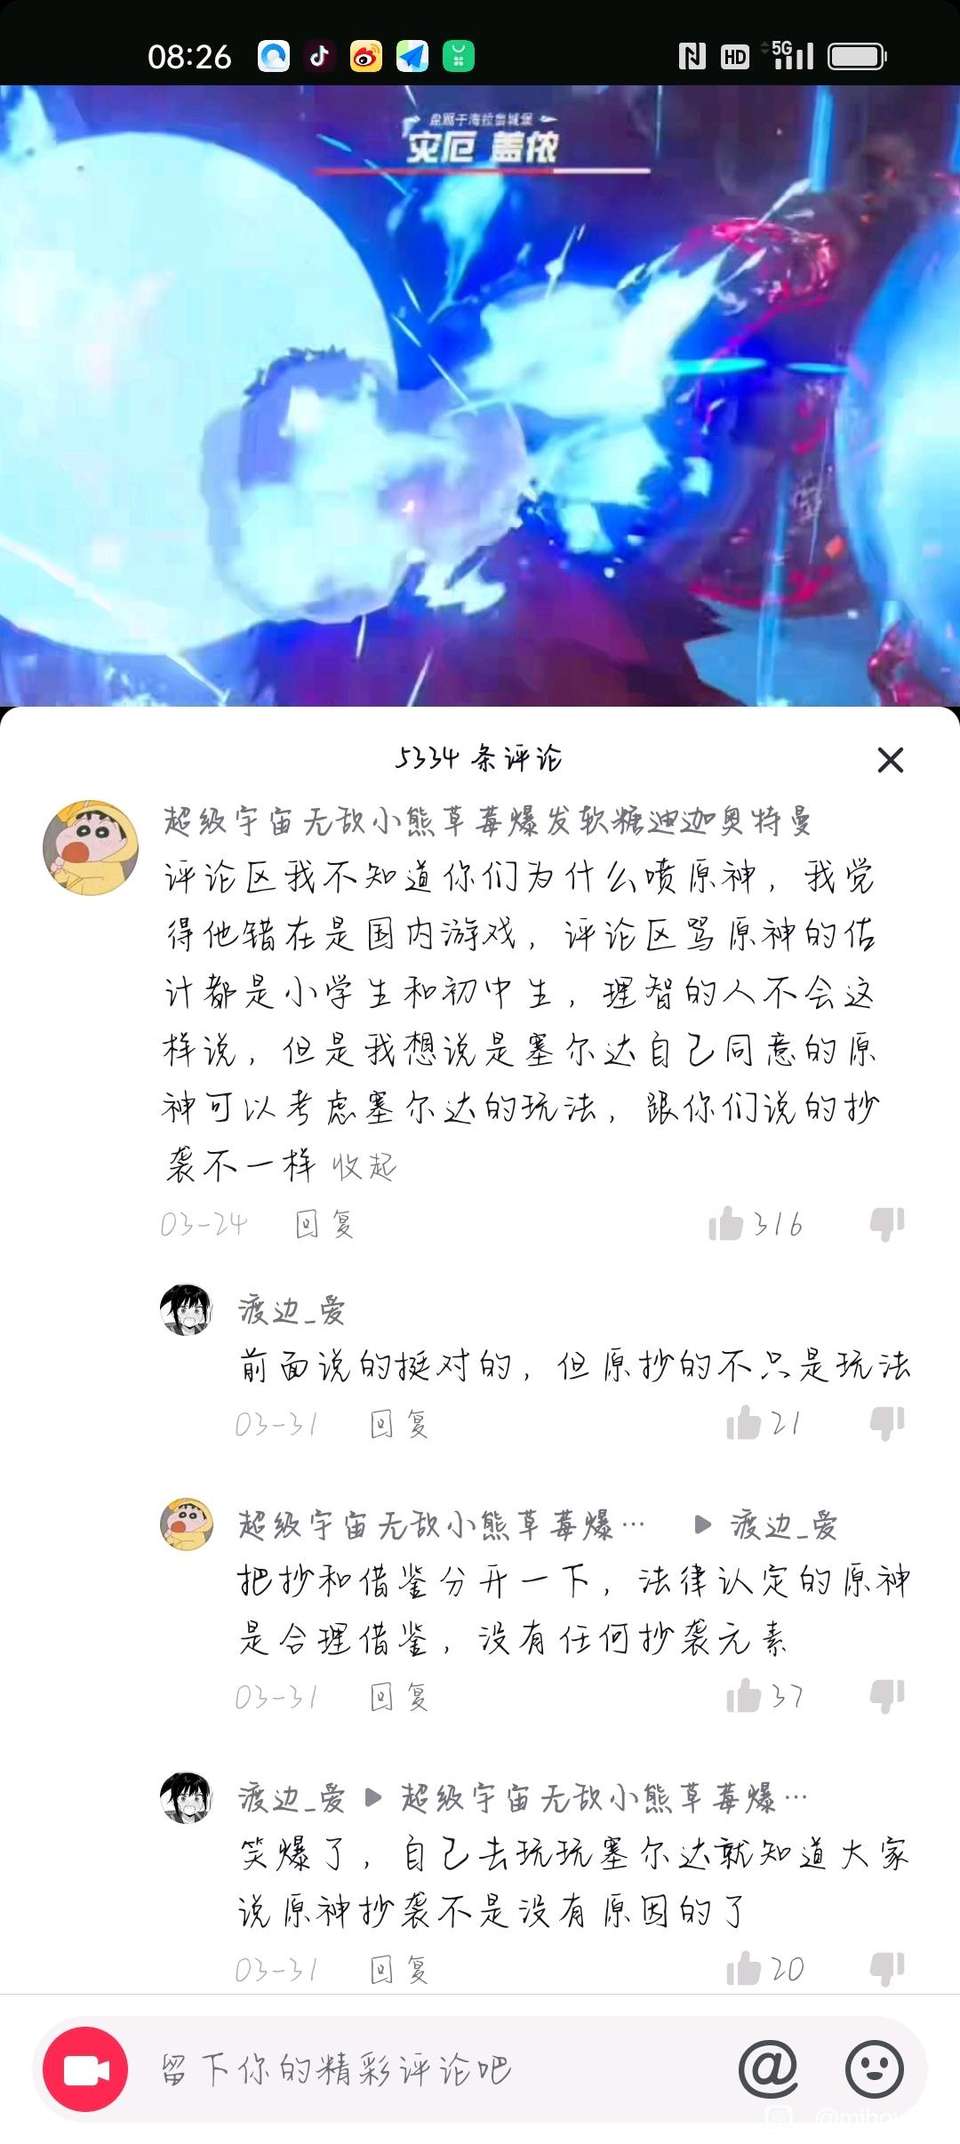 08:26
HD
5G
灾厄 盖侬
5334 条评论
超级宇宙无敌小熊草莓爆发软糖迪迦奥特曼
评论区我不知道你们为什么喷原神，我觉
得他错在是国内游戏，评论区骂原神的估
计都是小学生和初中生，理智的人不会这
样说，但是我想说是塞尔达自己同意的原
神可以考虑塞尔达的玩法，跟你们说的抄
袭不一样 收起
03-24 回复 316
渡边_爱
前面说的挺对的，但原抄的不只是玩法
03-31 回复 21
超级宇宙无敌小熊草莓爆… ▶ 渡边_爱
把抄和借鉴分开一下，法律认定的原神
是合理借鉴，没有任何抄袭元素
03-31 回复 37
渡边_爱 ▶ 超级宇宙无敌小熊草莓爆…
笑爆了，自己去玩玩塞尔达就知道大家
说原神抄袭不是没有原因的了
03-31 回复 20
留下你的精彩评论吧